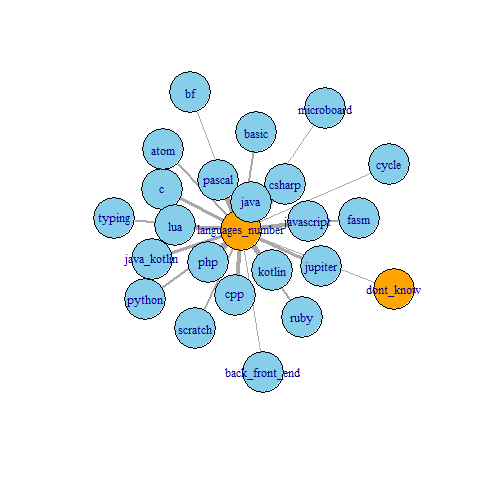 bf
microboard
basic
atom
cycle
pascal
csharp
c
java
typing
lua
javascript
fasm
languages_number
java_kotlin
php
kotlin
jupiter
dont_know
python
cpp
ruby
scratch
back_front_end